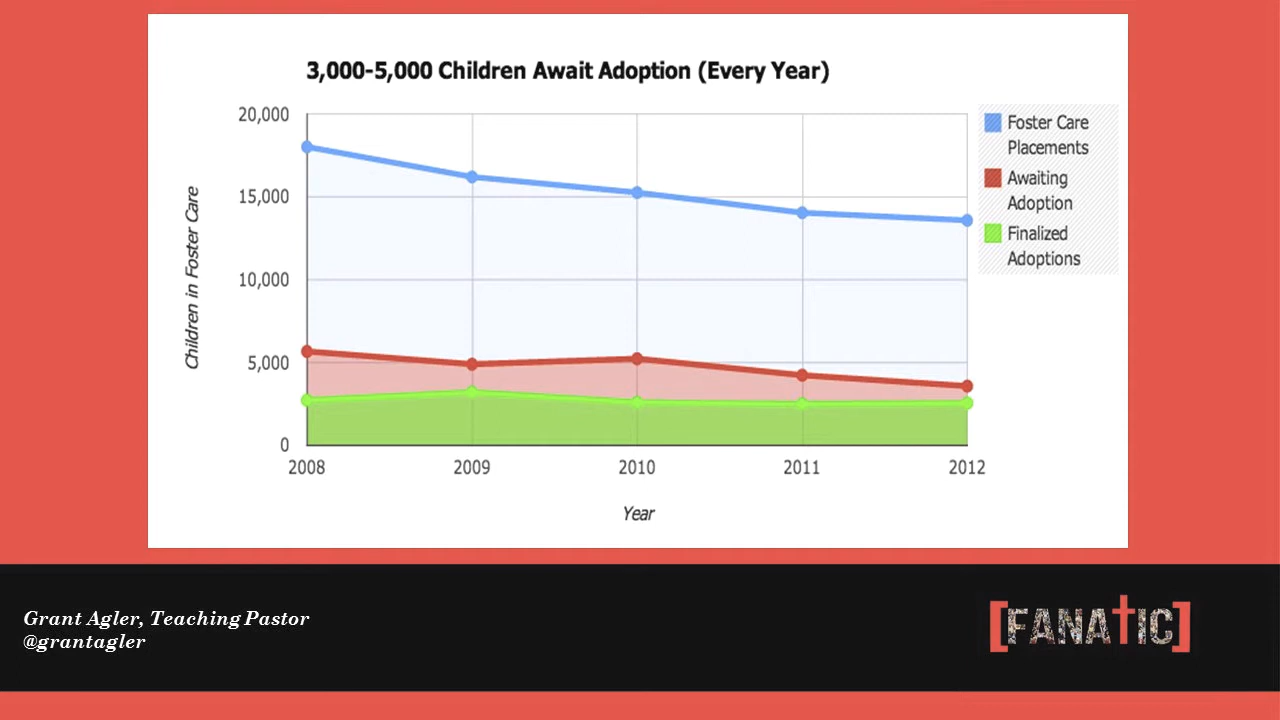 3,000-5,000 Children Await Adoption (Every Year)
20,000
15,000
10,000
5,000
0
Children in Foster Care
2008 2009 2010 2011 2012
Year
Foster Care
Placements
Awaiting
Adoption
Finalized
Adoptions
Grant Agler, Teaching Pastor
@grantagler
[FANATIC]